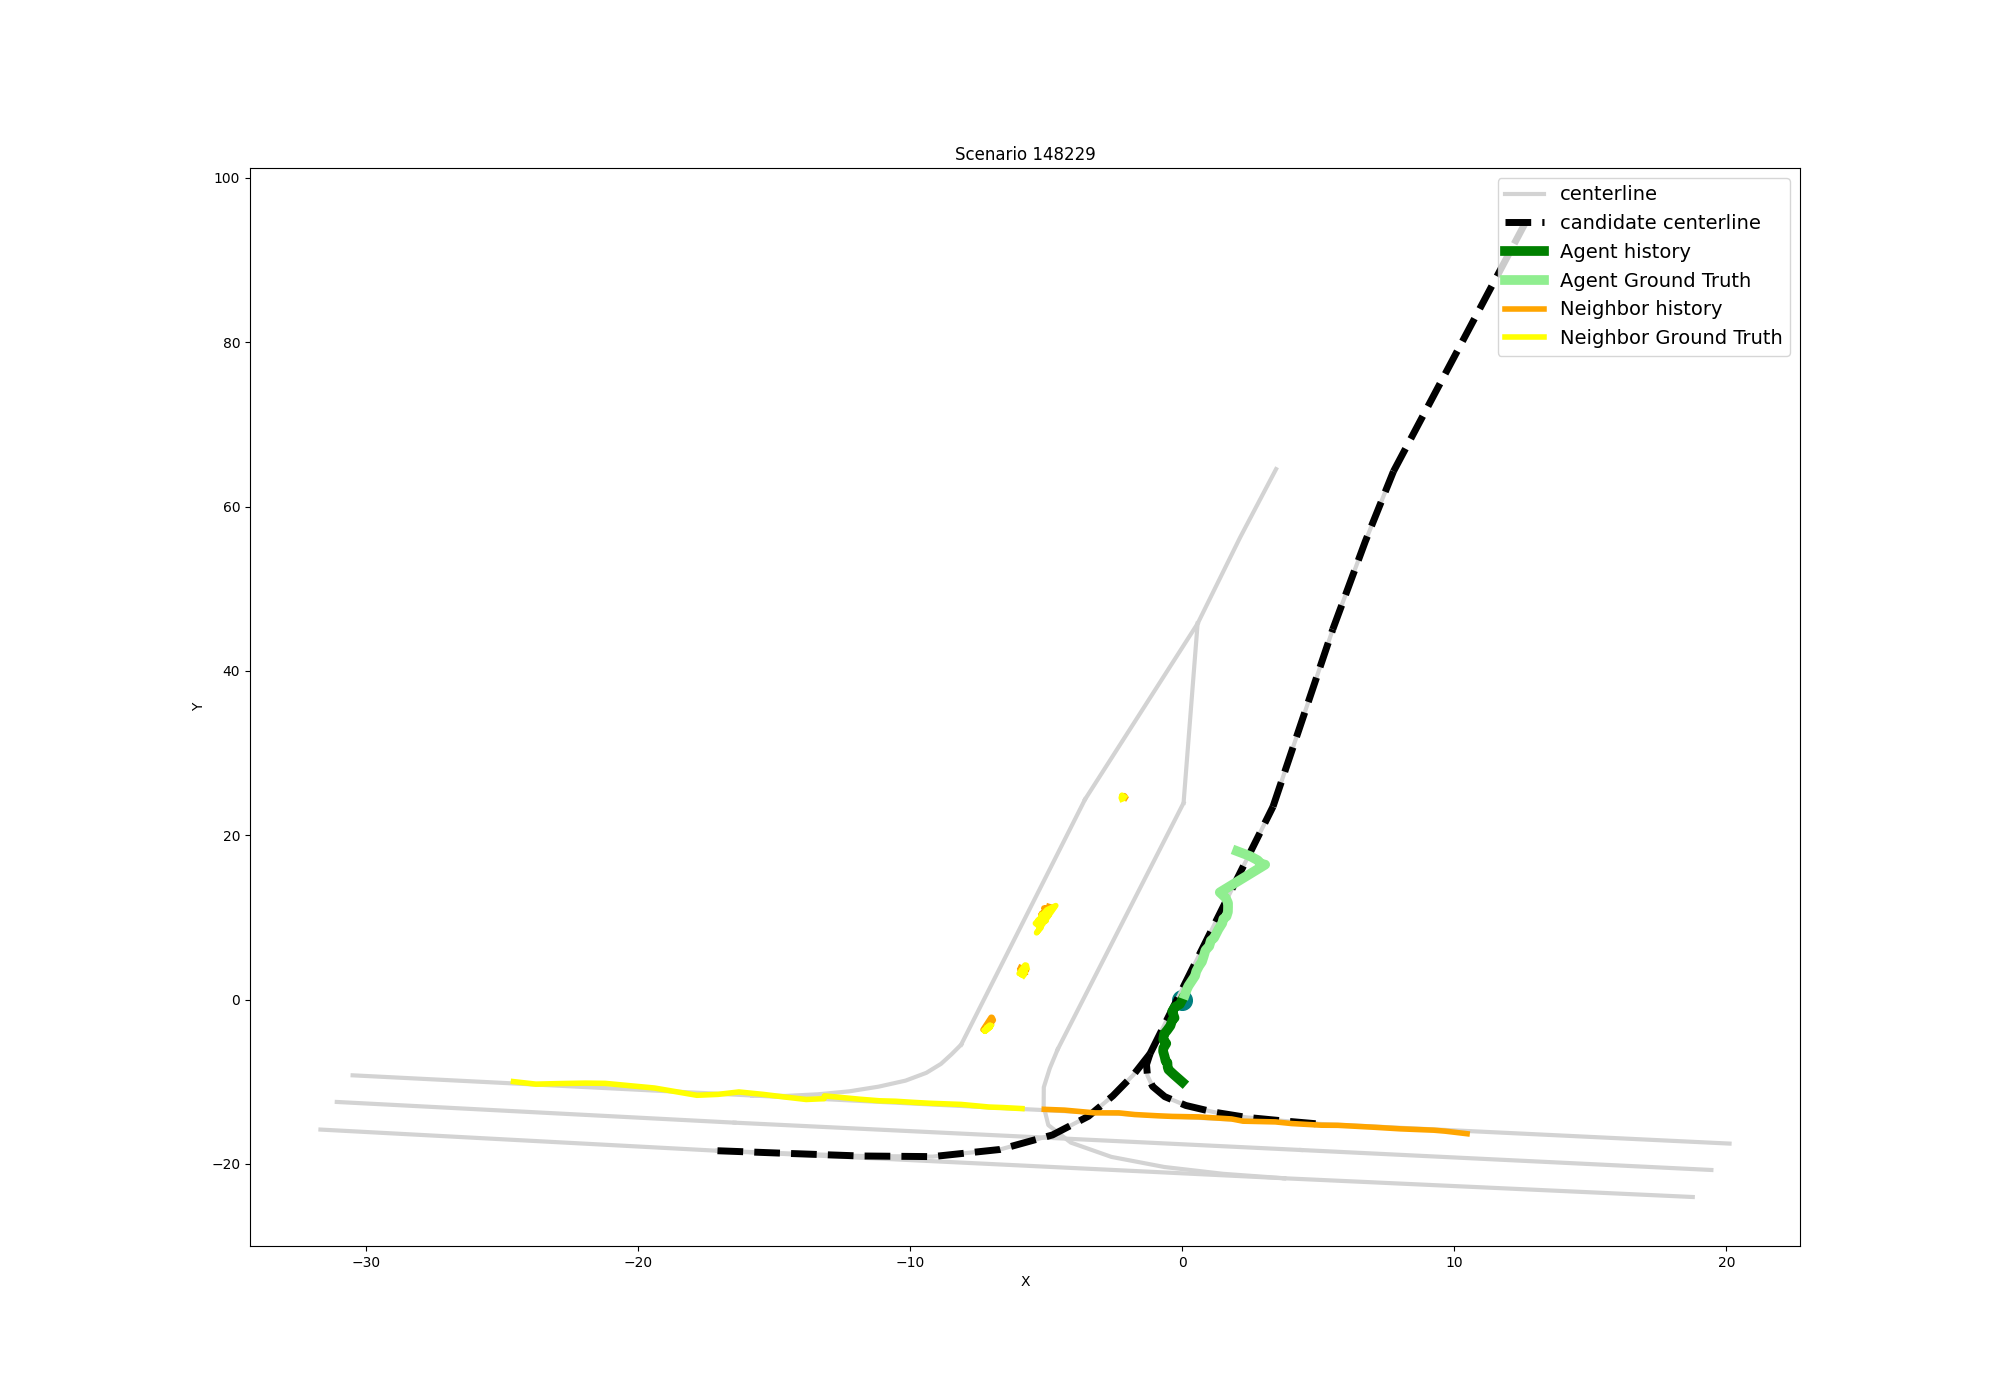 Scenario 148229
centerline
candidate centerline
Agent history
Agent Ground Truth
Neighbor history
Neighbor Ground Truth
100
80
60
40
20
0
−20
Y
−30
−20
−10
0
10
20
X